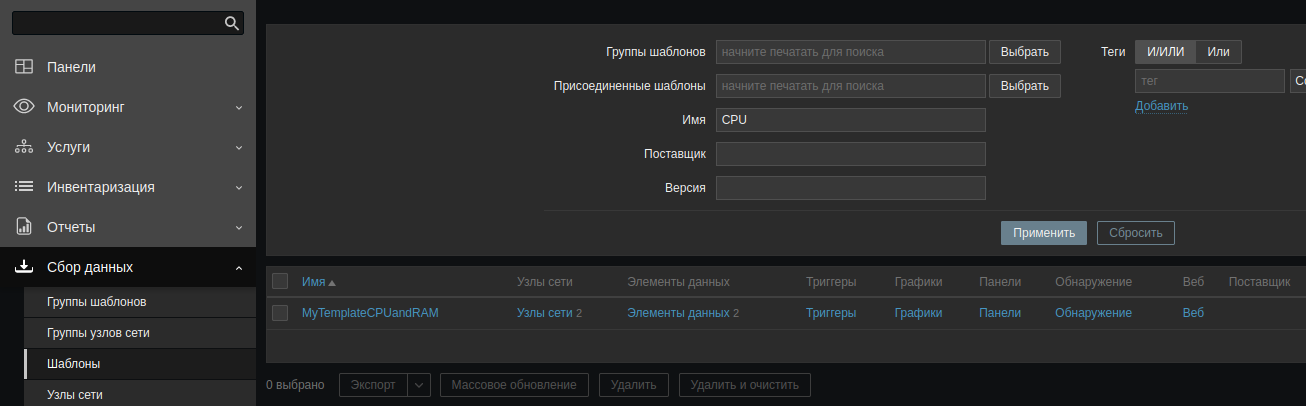 Панели
Мониторинг
Услуги
Инвентаризация
Отчеты
Сбор данных
Группы шаблонов
Группы узлов сети
Шаблоны
Узлы сети
Группы шаблонов начните печатать для поиска Выбрать
Присоединенные шаблоны начните печатать для поиска Выбрать
Имя CPU
Поставщик
Версия
Теги И/ИЛИ Или
тег
Добавить
Применить Сбросить
Имя Узлы сети Элементы данных Триггеры Графики Панели Обнаружение Веб Поставщик
MyTemplateCPUandRAM Узлы сети 2 Элементы данных 2 Триггеры Графики Панели Обнаружение Веб
0 выбрано Экспорт Массовое обновление Удалить Удалить и очистить